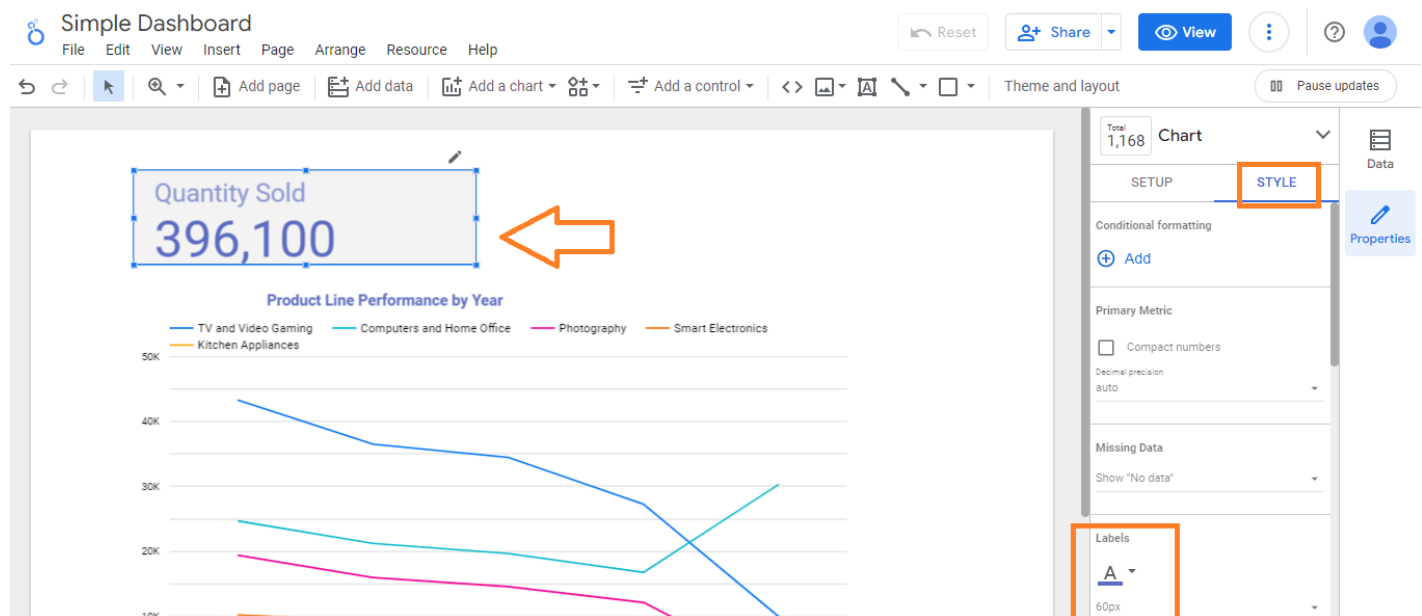 Simple Dashboard
File Edit View Insert Page Arrange Resource Help
Reset
Share
View
Add page
Add data
Add a chart
Add a control
Theme and layout
Pause updates
Quantity Sold
396,100
Product Line Performance by Year
TV and Video Gaming
Computers and Home Office
Photography
Smart Electronics
Kitchen Appliances
50K
40K
30K
20K
10K
Total
1,168
Chart
SETUP
STYLE
Conditional formatting
Add
Primary Metric
Compact numbers
Decimal precision
auto
Missing Data
Show "No data"
Labels
A
60px
Data
Properties